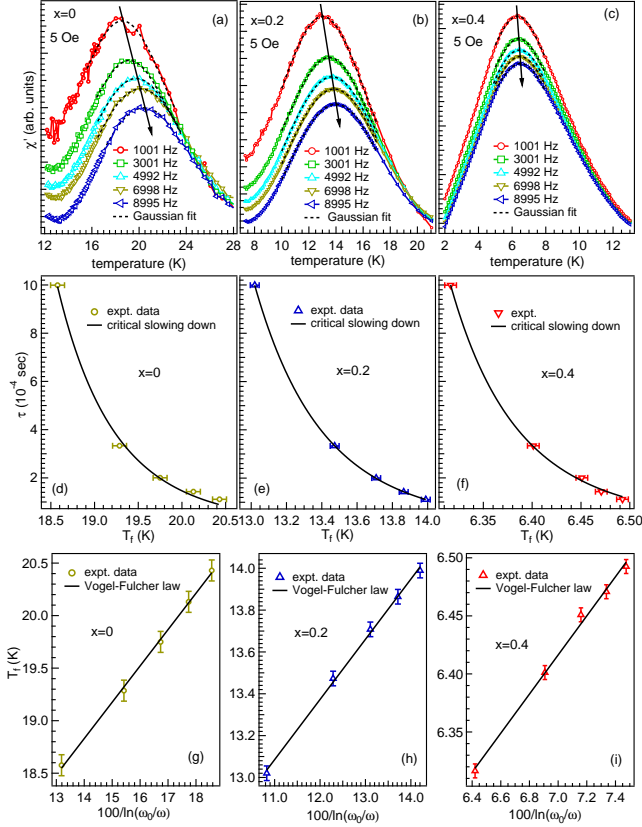 x=0
(a)
5 Oe
χ' (arb. units)
1001 Hz
3001 Hz
4992 Hz
6998 Hz
8995 Hz
Gaussian fit
12 16 20 24 28
temperature (K)
x=0.2
(b)
5 Oe
1001 Hz
3001 Hz
4992 Hz
6998 Hz
8995 Hz
Gaussian fit
8 10 12 14 16 18 20
temperature (K)
x=0.4
(c)
5 Oe
1001 Hz
3001 Hz
4992 Hz
6998 Hz
8995 Hz
Gaussian fit
2 4 6 8 10 12
temperature (K)
10
8
6
4
2
τ (10⁻⁴ sec)
expt. data
critical slowing down
x=0
(d)
18.5 19.0 19.5 20.0 20.5
T_f (K)
expt. data
critical slowing down
x=0.2
(e)
13.0 13.4 13.8 14.0
T_f (K)
expt.
critical slowing down
x=0.4
(f)
6.35 6.40 6.45 6.50
T_f (K)
20.5
20.0
19.5
19.0
18.5
T_f (K)
expt. data
Vogel-Fulcher law
x=0
(g)
13 14 15 16 17 18
100/ln(ω₀/ω)
14.0
13.8
13.6
13.4
13.2
13.0
expt. data
Vogel-Fulcher law
x=0.2
(h)
11.0 12.0 13.0 14.0
100/ln(ω₀/ω)
6.50
6.45
6.40
6.35
expt. data
Vogel-Fulcher law
x=0.4
(i)
6.4 6.6 6.8 7.0 7.2 7.4
100/ln(ω₀/ω)